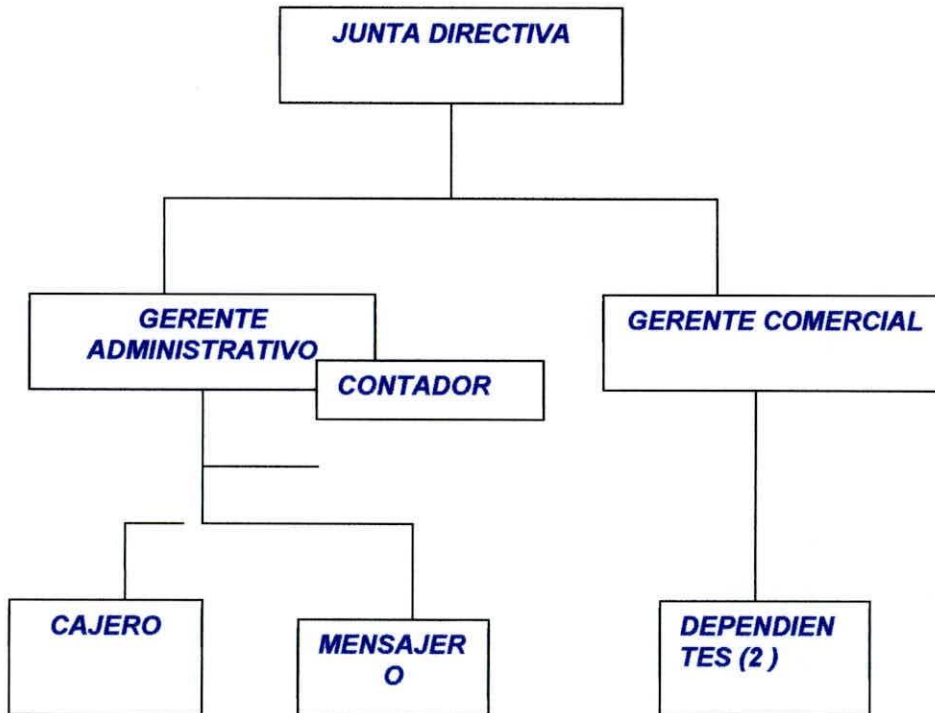 JUNTA DIRECTIVA
GERENTE
ADMINISTRATIVO
GERENTE COMERCIAL
CONTADOR
CAJERO
MENSAJER
O
DEPENDIEN
TES (2 )